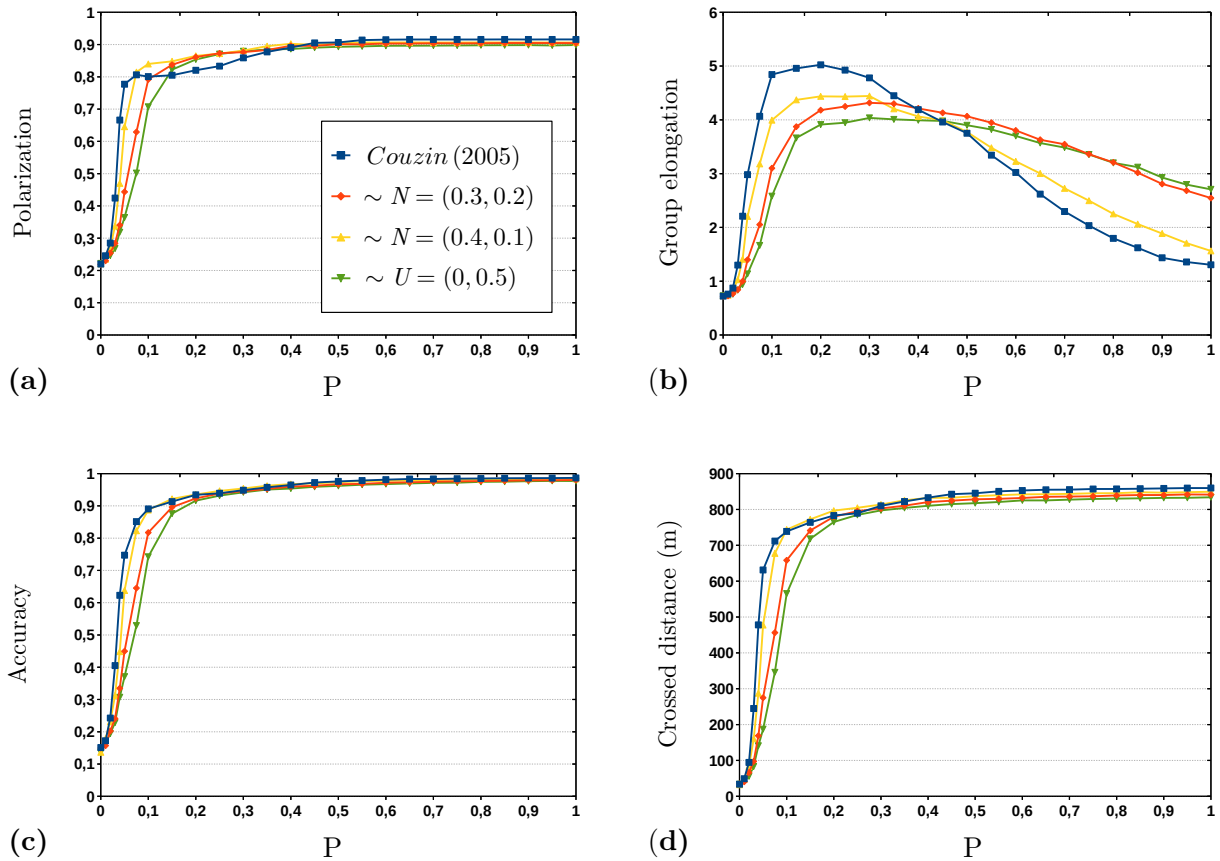 1
0,9
0,8
0,7
0,6
0,5
0,4
0,3
0,2
0,1
0
Polarization
Couzin (2005)
∼ N = (0.3, 0.2)
∼ N = (0.4, 0.1)
∼ U = (0, 0.5)
0 0,1 0,2 0,3 0,4 0,5 0,6 0,7 0,8 0,9 1
(a)
P
6
5
4
3
2
1
0
Group elongation
0 0,1 0,2 0,3 0,4 0,5 0,6 0,7 0,8 0,9 1
(b)
P
1
0,9
0,8
0,7
0,6
0,5
0,4
0,3
0,2
0,1
0
Accuracy
0 0,1 0,2 0,3 0,4 0,5 0,6 0,7 0,8 0,9 1
(c)
P
900
800
700
600
500
400
300
200
100
0
Crossed distance (m)
0 0,1 0,2 0,3 0,4 0,5 0,6 0,7 0,8 0,9 1
(d)
P